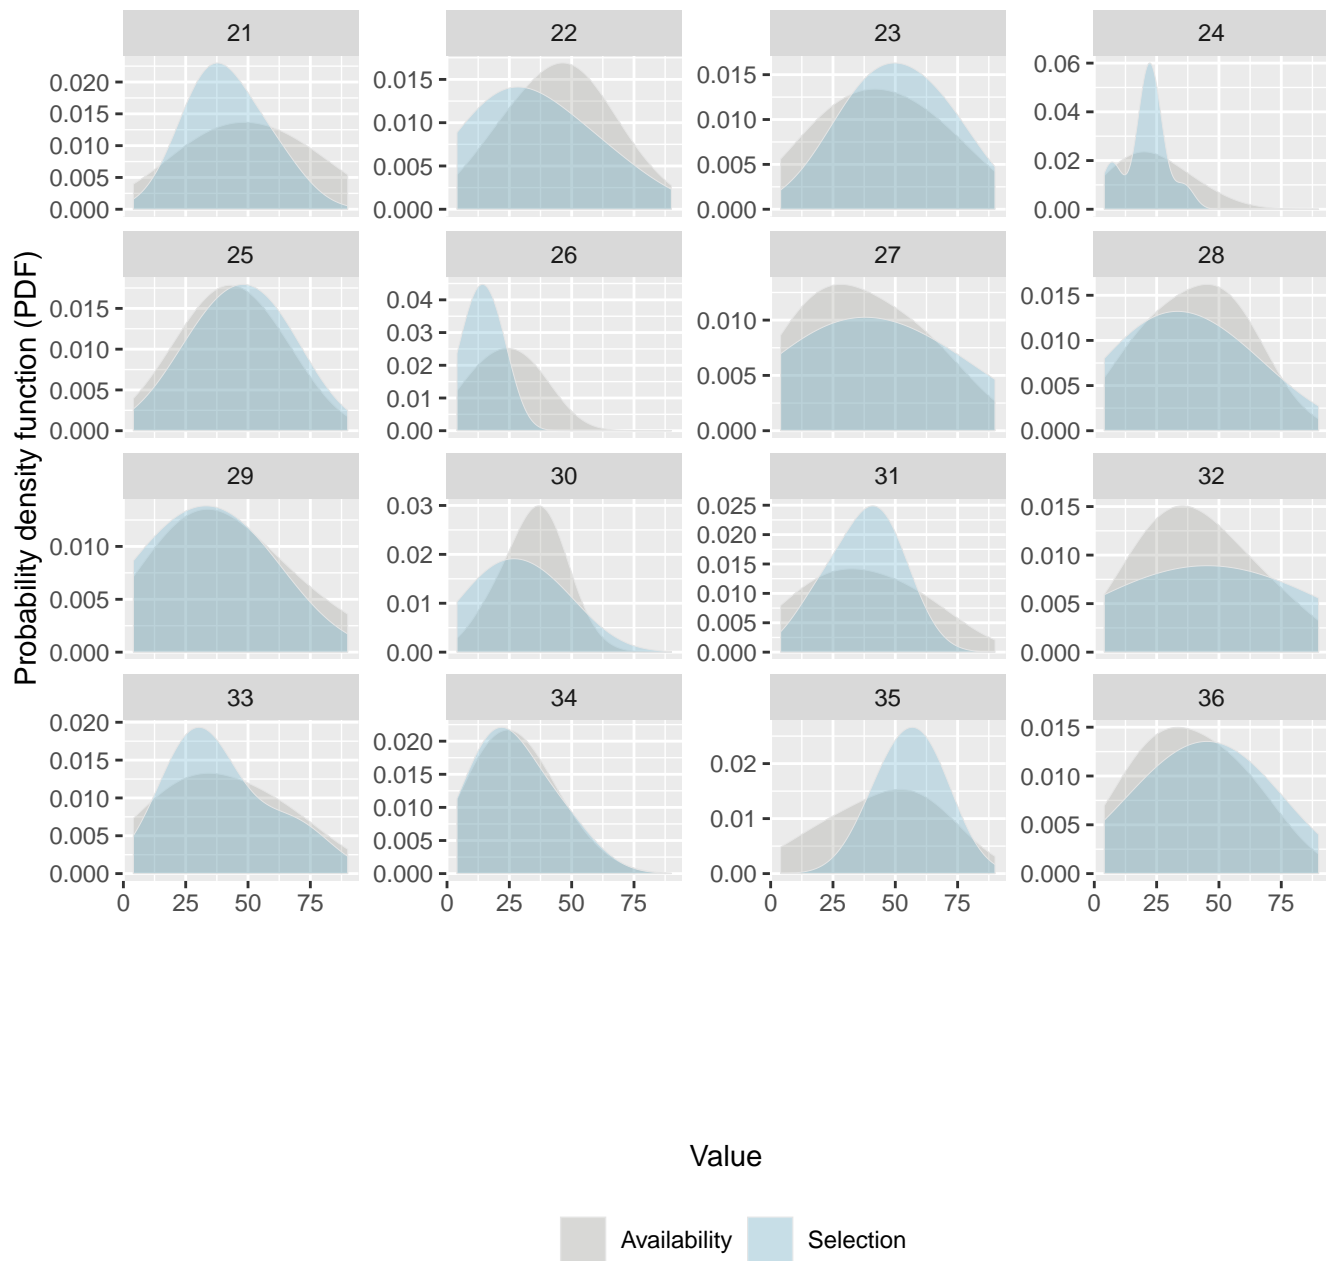 21 22 23 24
0.020 0.015 0.015 0.06
0.015 0.010 0.010 0.04
0.010 0.005 0.005 0.02
0.005 0.000 0.000 0.00
0.000
Probability density function (PDF)
25 26 27 28
0.015 0.04 0.010 0.015
0.010 0.03 0.005 0.010
0.005 0.02 0.000 0.005
0.000 0.01 0.000
0.00
29 30 31 32
0.010 0.03 0.025 0.015
0.005 0.02 0.020 0.010
0.000 0.01 0.015 0.005
0.00 0.010 0.000
0.005
0.000
33 34 35 36
0.020 0.020 0.02 0.015
0.015 0.015 0.01 0.010
0.010 0.010 0.00 0.005
0.005 0.005 0.000
0.000 0.000
0 25 50 75 0 25 50 75 0 25 50 75 0 25 50 75
Value
Availability Selection